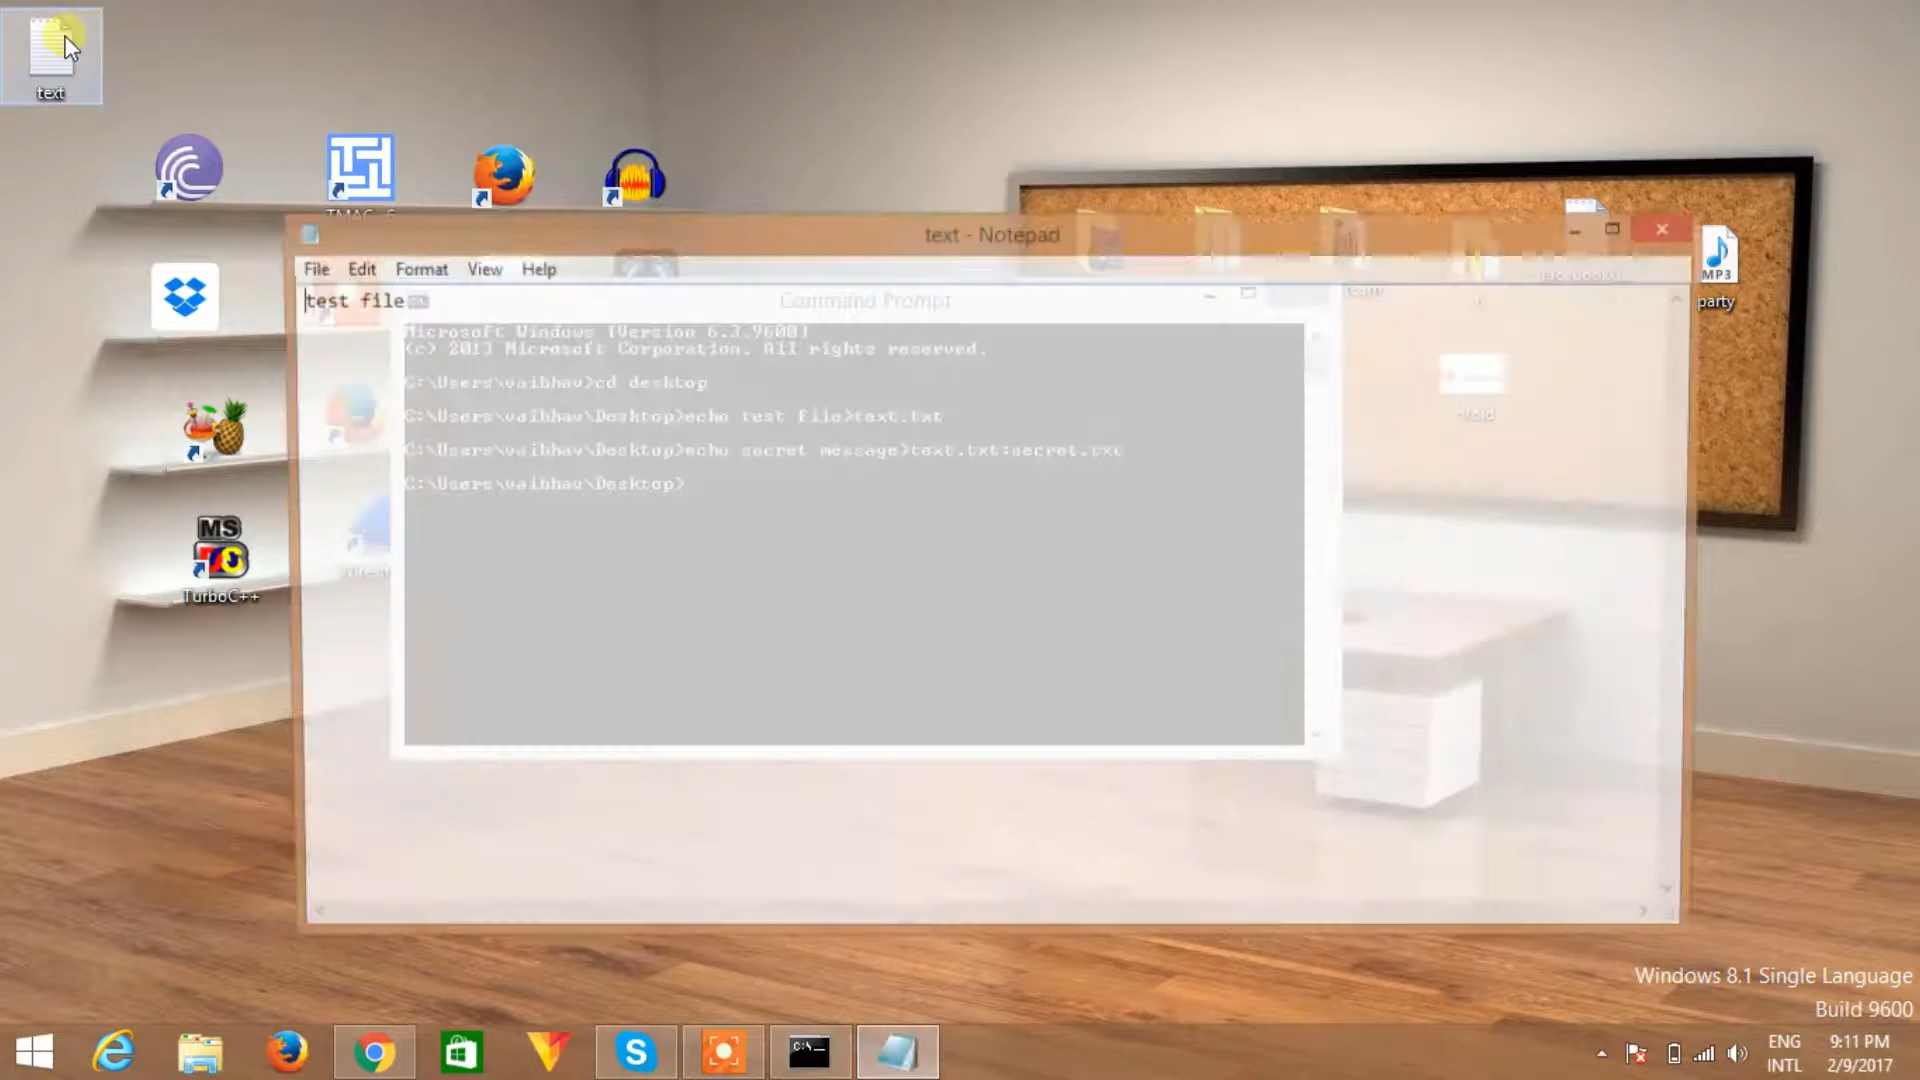 text
TMAC
text - Notepad
File Edit Format View Help
test file
Command Prompt
Microsoft Windows [Version 6.3.9600]
(c) 2013 Microsoft Corporation. All rights reserved.
C:\Users\vaibhav>cd desktop
C:\Users\vaibhav\Desktop>echo test file>text.txt
C:\Users\vaibhav\Desktop>echo secret message>text.txt:secret.txt
C:\Users\vaibhav\Desktop>
MP3
party
MS
TurboC++
Windows 8.1 Single Language
Build 9600
C:\
S
ENG
INTL
9:11 PM
2/9/2017